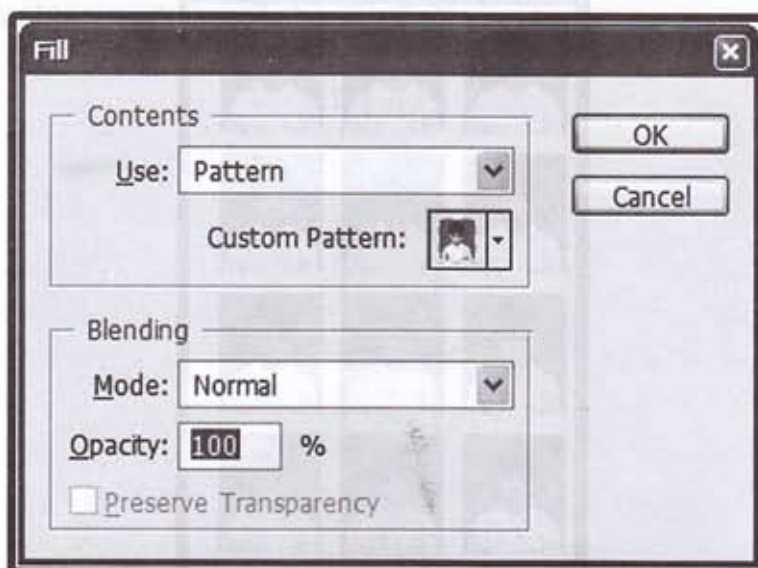 Fill
Contents
OK
Use: Pattern
Cancel
Custom Pattern:
Blending
Mode: Normal
Opacity: 100 %
Preserve Transparency